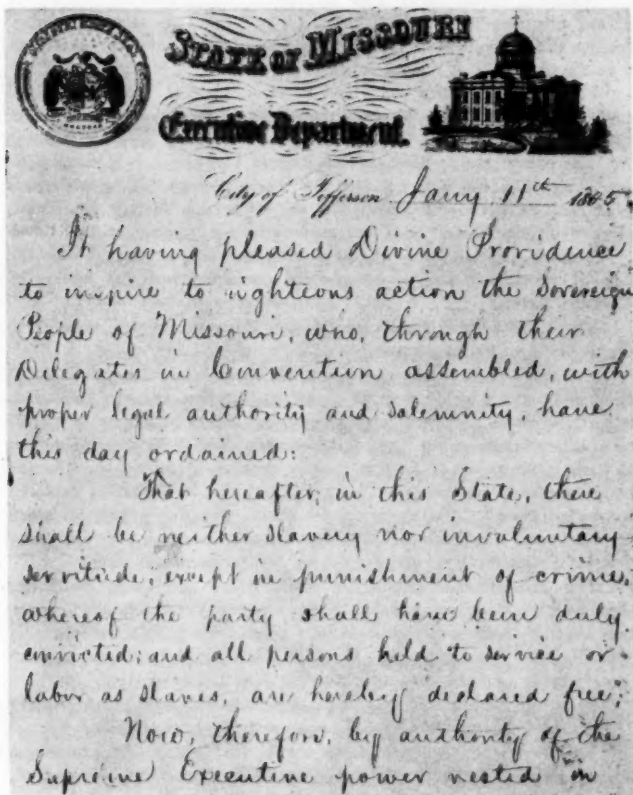 STATE OF MISSOURI
Executive Department.
City of Jefferson Jany 11th 1865
It having pleased Divine Providence
to inspire to righteous action the Sovereign
People of Missouri, who, through their
Delegates in Convention assembled, with
proper legal authority and solemnity, have
this day ordained:
That hereafter, in this State, there
shall be neither slavery nor involuntary
servitude, except in punishment of crime,
whereof the party shall have been duly
convicted; and all persons held to service or
labor as slaves, are hereby declared free;
Now, therefore, by authority of the
Supreme Executive power vested in